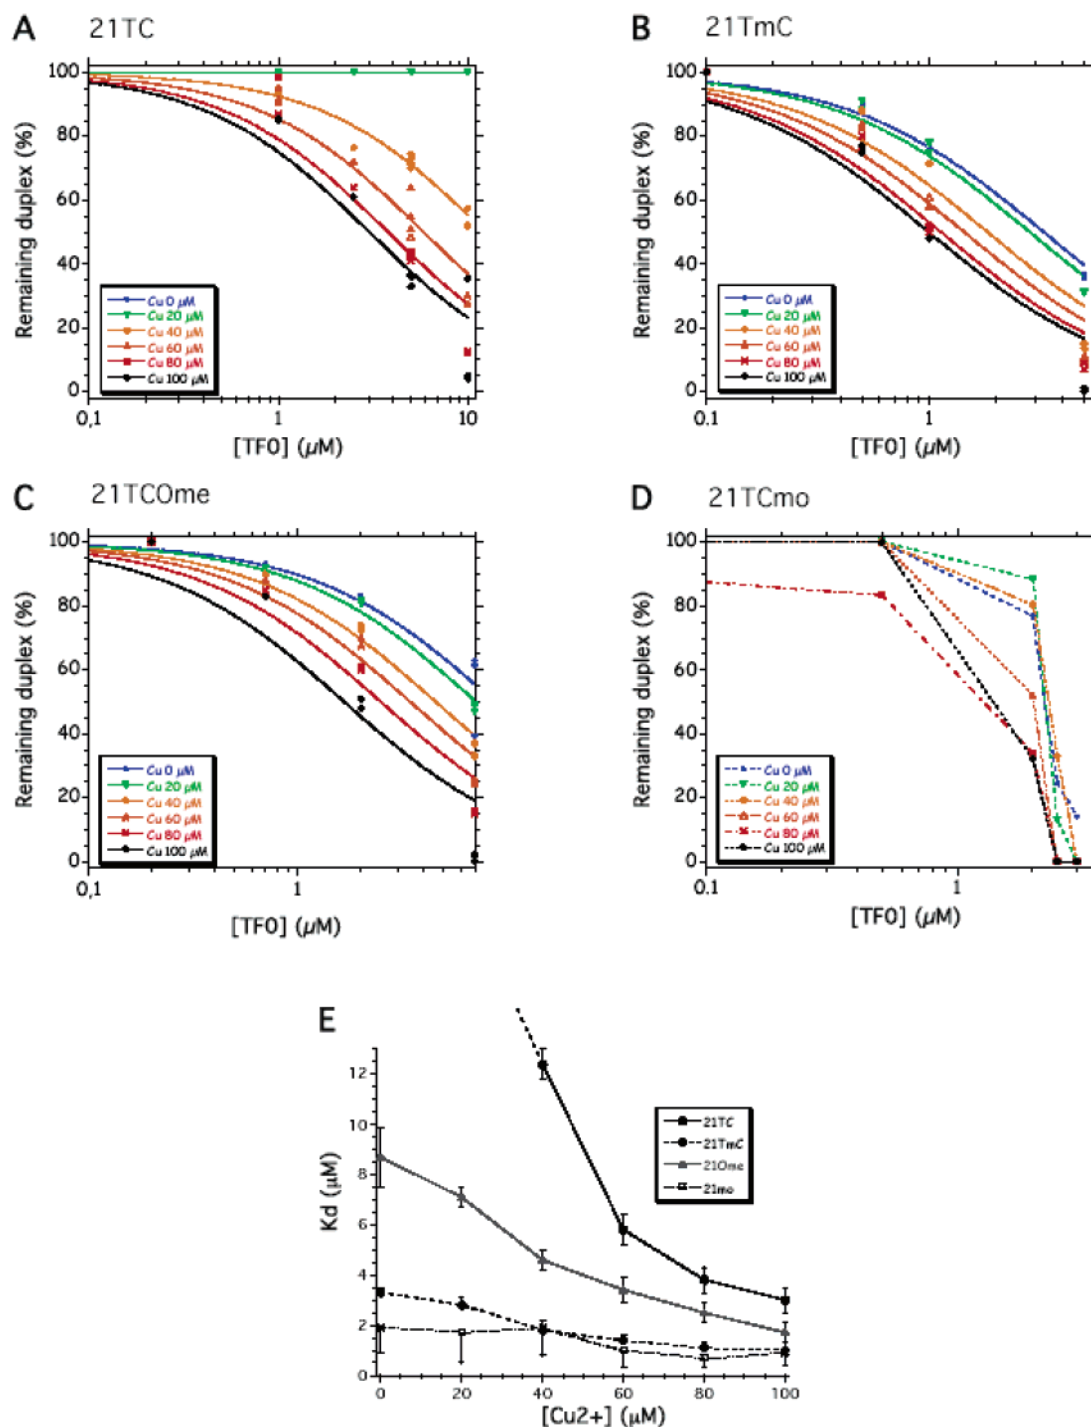 A 21TC
Remaining duplex (%)
100
80
60
40
20
0
Cu 0 µM
Cu 20 µM
Cu 40 µM
Cu 60 µM
Cu 80 µM
Cu 100 µM
0,1 1 10
[TFO] (µM)
B 21TmC
Remaining duplex (%)
100
80
60
40
20
0
Cu 0 µM
Cu 20 µM
Cu 40 µM
Cu 60 µM
Cu 80 µM
Cu 100 µM
0.1 1
[TFO] (µM)
C 21TCOme
Remaining duplex (%)
100
80
60
40
20
0
Cu 0 µM
Cu 20 µM
Cu 40 µM
Cu 60 µM
Cu 80 µM
Cu 100 µM
0,1 1
[TFO] (µM)
D 21TCmo
Remaining duplex (%)
100
80
60
40
20
0
Cu 0 µM
Cu 20 µM
Cu 40 µM
Cu 60 µM
Cu 80 µM
Cu 100 µM
0.1 1
[TFO] (µM)
E
Kd (µM)
12
10
8
6
4
2
0
21TC
21TmC
21Ome
21mo
0 20 40 60 80 100
[Cu2+] (µM)